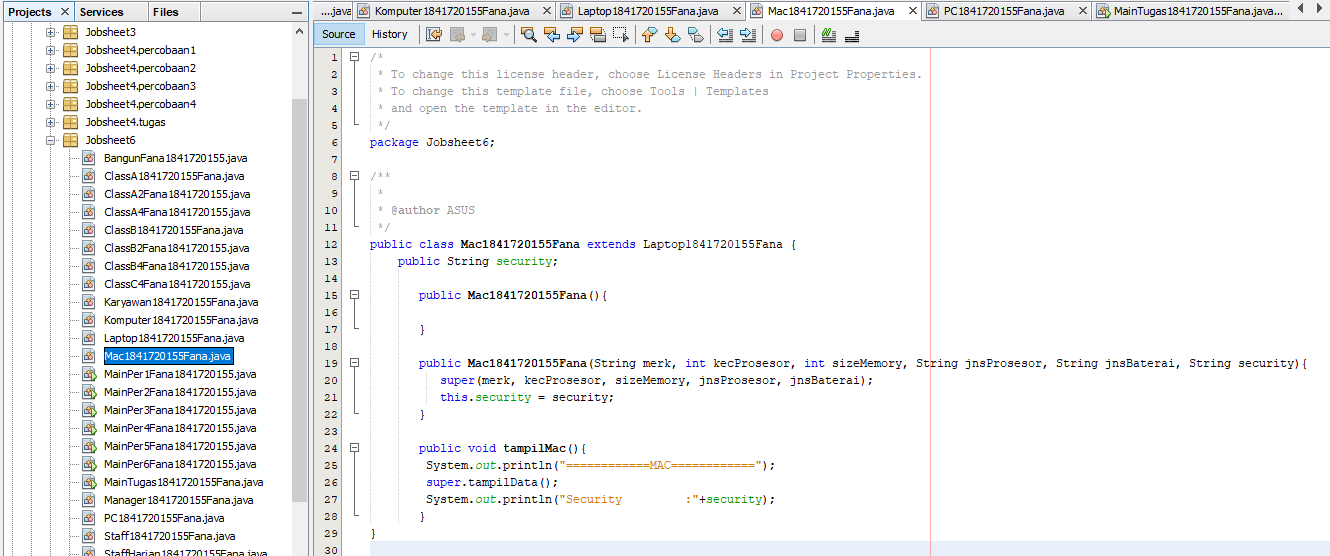 Projects Services Files
Jobsheet3
Jobsheet4.percobaan1
Jobsheet4.percobaan2
Jobsheet4.percobaan3
Jobsheet4.percobaan4
Jobsheet4.tugas
Jobsheet6
BangunFana1841720155.java
ClassA1841720155Fana.java
ClassA2Fana1841720155.java
ClassA4Fana1841720155.java
ClassB1841720155Fana.java
ClassB2Fana1841720155.java
ClassB4Fana1841720155.java
ClassC4Fana1841720155.java
Karyawan1841720155Fana.java
Komputer1841720155Fana.java
Laptop1841720155Fana.java
Mac1841720155Fana.java
MainPer1Fana1841720155.java
MainPer2Fana1841720155.java
MainPer3Fana1841720155.java
MainPer4Fana1841720155.java
MainPer5Fana1841720155.java
MainPer6Fana1841720155.java
MainTugas1841720155Fana.java
Manager1841720155Fana.java
PC1841720155Fana.java
Staff1841720155Fana.java
StaffHarian1841720155Fana.java
...java Komputer1841720155Fana.java Laptop1841720155Fana.java Mac1841720155Fana.java PC1841720155Fana.java MainTugas1841720155Fana.java...
Source History
1 /*
2 * To change this license header, choose License Headers in Project Properties.
3 * To change this template file, choose Tools | Templates
4 * and open the template in the editor.
5 */
6 package Jobsheet6;
7
8 /**
9 *
10 * @author ASUS
11 */
12 public class Mac1841720155Fana extends Laptop1841720155Fana {
13 public String security;
14
15 public Mac1841720155Fana(){
16
17 }
18
19 public Mac1841720155Fana(String merk, int kecProsesor, int sizeMemory, String jnsProsesor, String jnsBaterai, String security){
20 super(merk, kecProsesor, sizeMemory, jnsProsesor, jnsBaterai);
21 this.security = security;
22 }
23
24 public void tampilMac(){
25 System.out.println("============MAC============");
26 super.tampilData();
27 System.out.println("Security         :"+security);
28 }
29 }
30